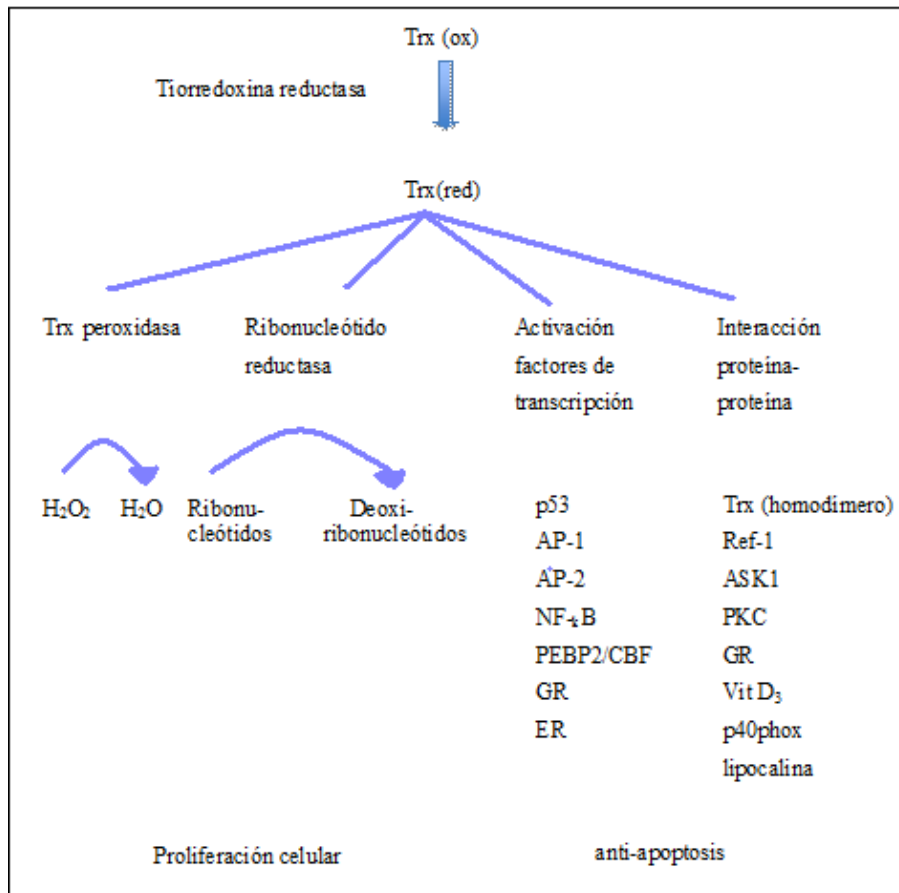 Trx (ox)
Tiorredoxina reductasa
Trx(red)
Trx peroxidasa
Ribonucleótido
reductasa
Activación
factores de
transcripción
Interacción
proteína-
proteína
H₂O₂
H₂O
Ribonu-
cleótidos
Deoxi-
ribonucleótidos
p53
AP-1
AP-2
NF-κB
PEBP2/CBF
GR
ER
Trx (homodímero)
Ref-1
ASK1
PKC
GR
Vit D₃
p40phox
lipocalina
Proliferación celular
anti-apoptosis